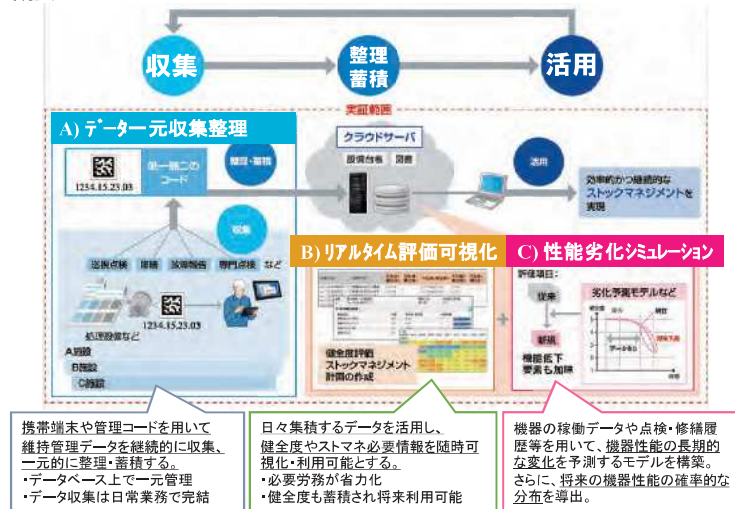 収集
整理
蓄積
活用
実証範囲
A) データ一元収集整理
1234.15.23.03
唯一無二の
コード
整理・蓄積
クラウドサーバ
設備台帳 図書
活用
効率的かつ継続的な
ストックマネジメントを
実現
収集
巡視点検 修繕 故障報告 専門点検 など
1234.15.23.03
処理設備など
A施設
B施設
C施設
B) リアルタイム評価可視化
健全度評価
ストックマネジメント
計画の作成
+
C) 性能劣化シミュレーション
評価項目:
従来
新規
機能低下
要素も加味
劣化予測モデルなど
携帯端末や管理コードを用いて
維持管理データを継続的に収集、
一元的に整理・蓄積する。
・データベース上で一元管理
・データ収集は日常業務で完結
日々集積するデータを活用し、
健全度やストマネ必要情報を随時可
視化・利用可能とする。
・必要労務が省力化
・健全度も蓄積され将来利用可能
機器の稼働データや点検・修繕履
歴等を用いて、機器性能の長期的
な変化を予測するモデルを構築。
さらに、将来の機器性能の確率的な
分布を導出。